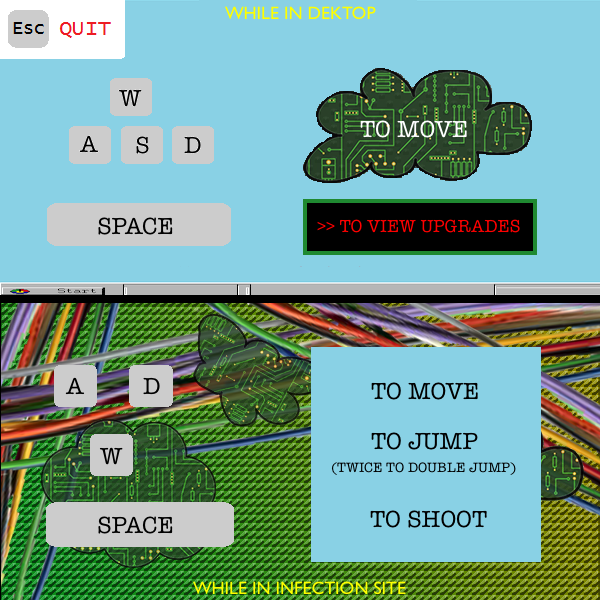 WHILE IN DEKTOP
Esc QUIT
W
A S D
TO MOVE
SPACE
>> TO VIEW UPGRADES
Start
A D
TO MOVE
W
TO JUMP
(TWICE TO DOUBLE JUMP)
SPACE
TO SHOOT
WHILE IN INFECTION SITE